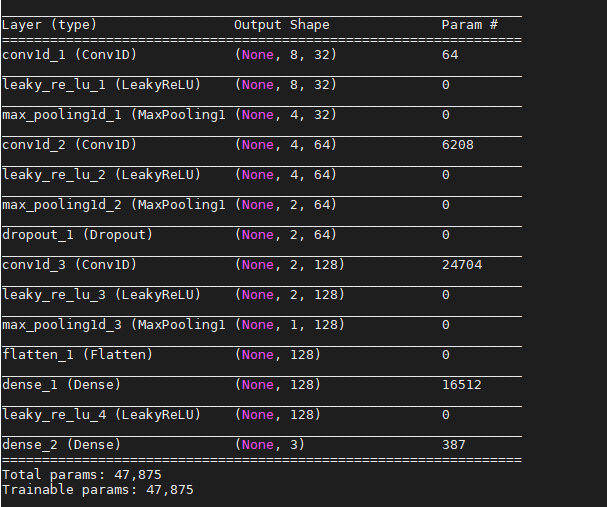 Layer (type) Output Shape Param #
=================================================================
conv1d_1 (Conv1D) (None, 8, 32) 64
leaky_re_lu_1 (LeakyReLU) (None, 8, 32) 0
max_pooling1d_1 (MaxPooling1 (None, 4, 32) 0
conv1d_2 (Conv1D) (None, 4, 64) 6208
leaky_re_lu_2 (LeakyReLU) (None, 4, 64) 0
max_pooling1d_2 (MaxPooling1 (None, 2, 64) 0
dropout_1 (Dropout) (None, 2, 64) 0
conv1d_3 (Conv1D) (None, 2, 128) 24704
leaky_re_lu_3 (LeakyReLU) (None, 2, 128) 0
max_pooling1d_3 (MaxPooling1 (None, 1, 128) 0
flatten_1 (Flatten) (None, 128) 0
dense_1 (Dense) (None, 128) 16512
leaky_re_lu_4 (LeakyReLU) (None, 128) 0
dense_2 (Dense) (None, 3) 387
=================================================================
Total params: 47,875
Trainable params: 47,875